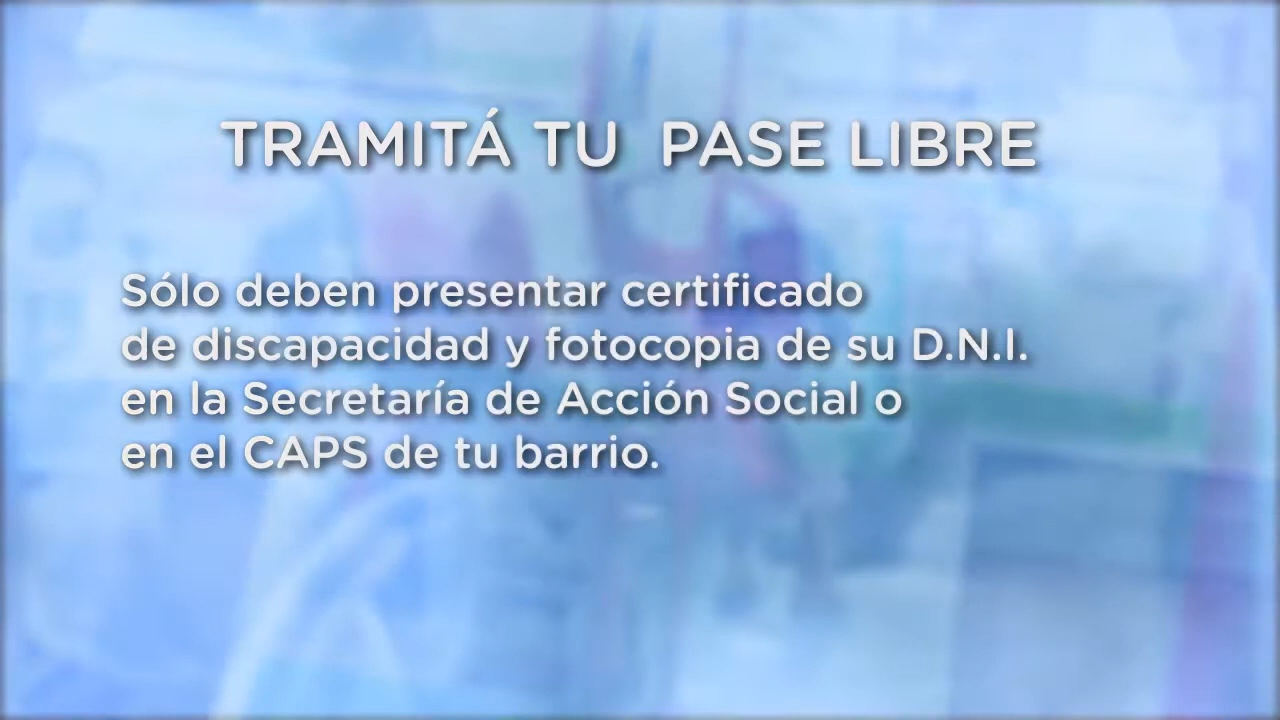 TRAMITÁ TU PASE LIBRE
Sólo deben presentar certificado
de discapacidad y fotocopia de su D.N.I.
en la Secretaría de Acción Social o
en el CAPS de tu barrio.